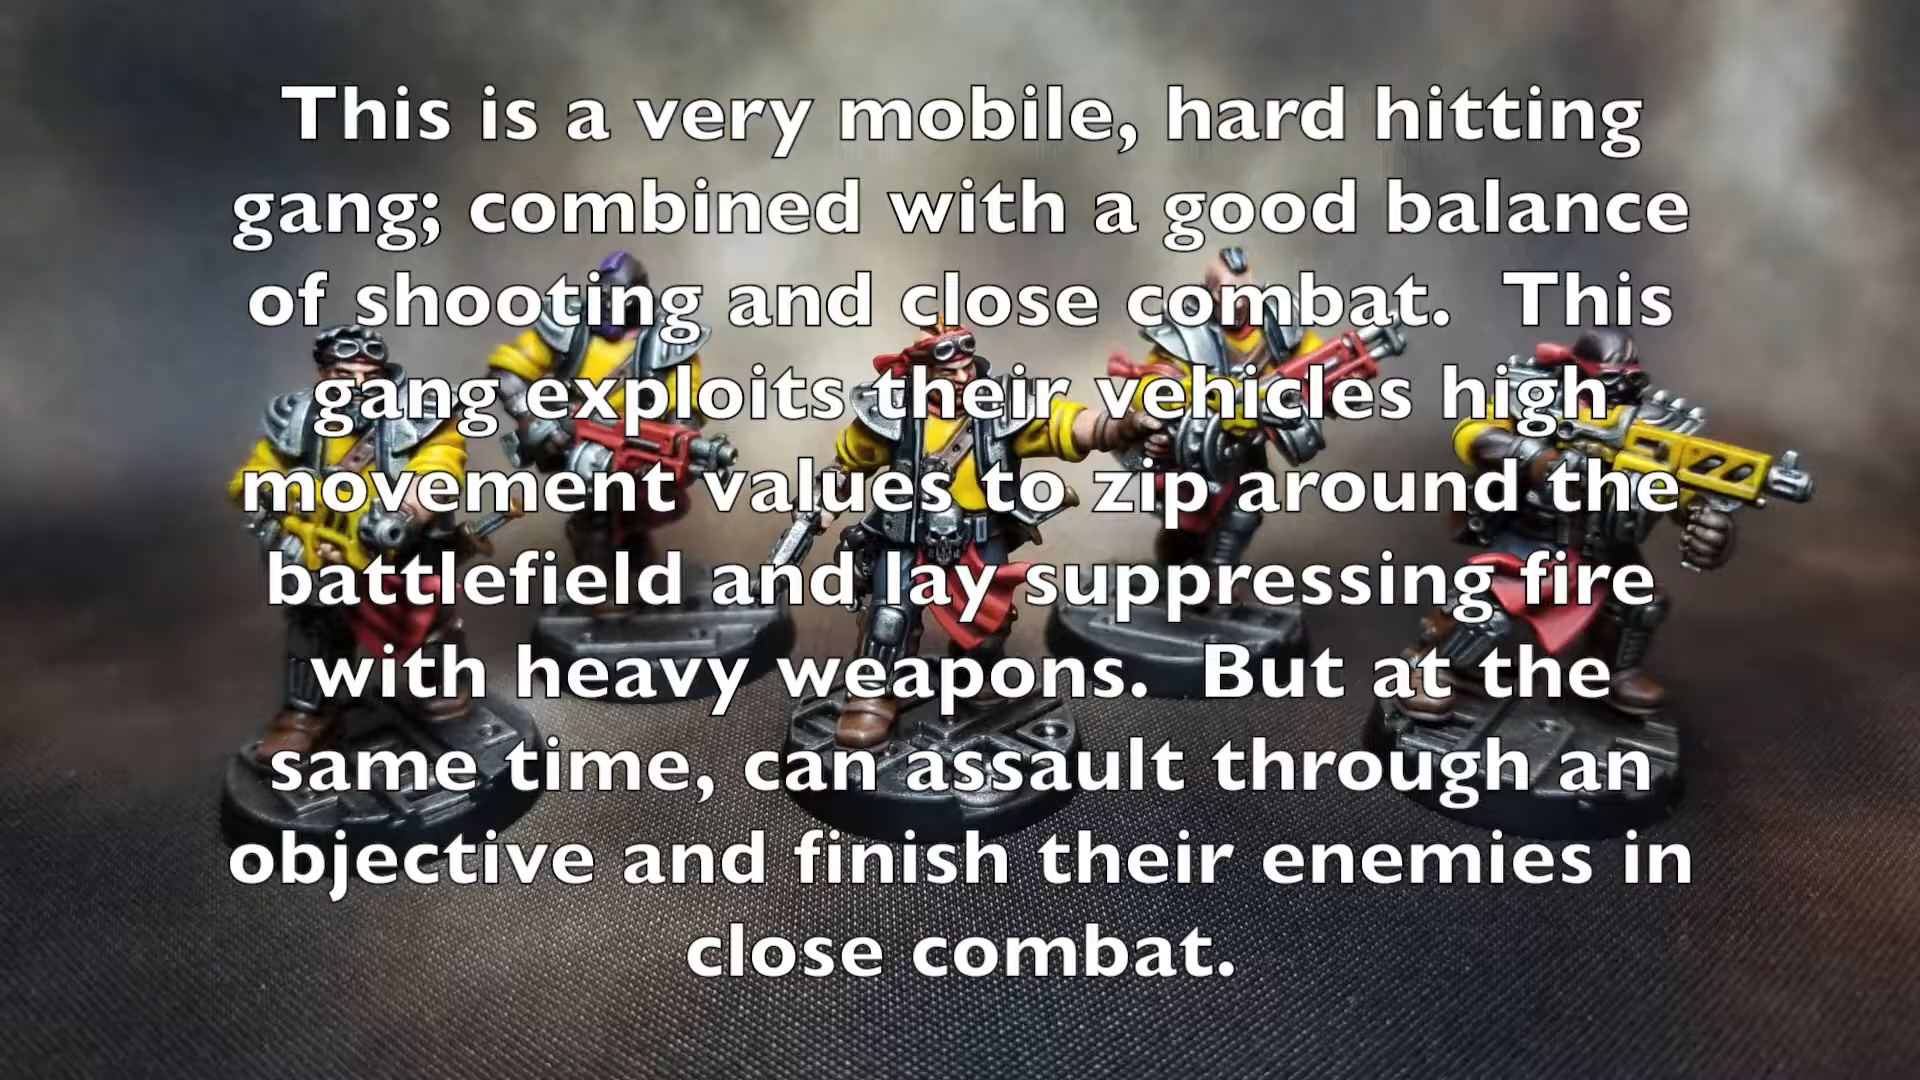 This is a very mobile, hard hitting
gang; combined with a good balance
of shooting and close combat.  This
gang exploits their vehicles high
movement values to zip around the
battlefield and lay suppressing fire
with heavy weapons.  But at the
same time, can assault through an
objective and finish their enemies in
close combat.